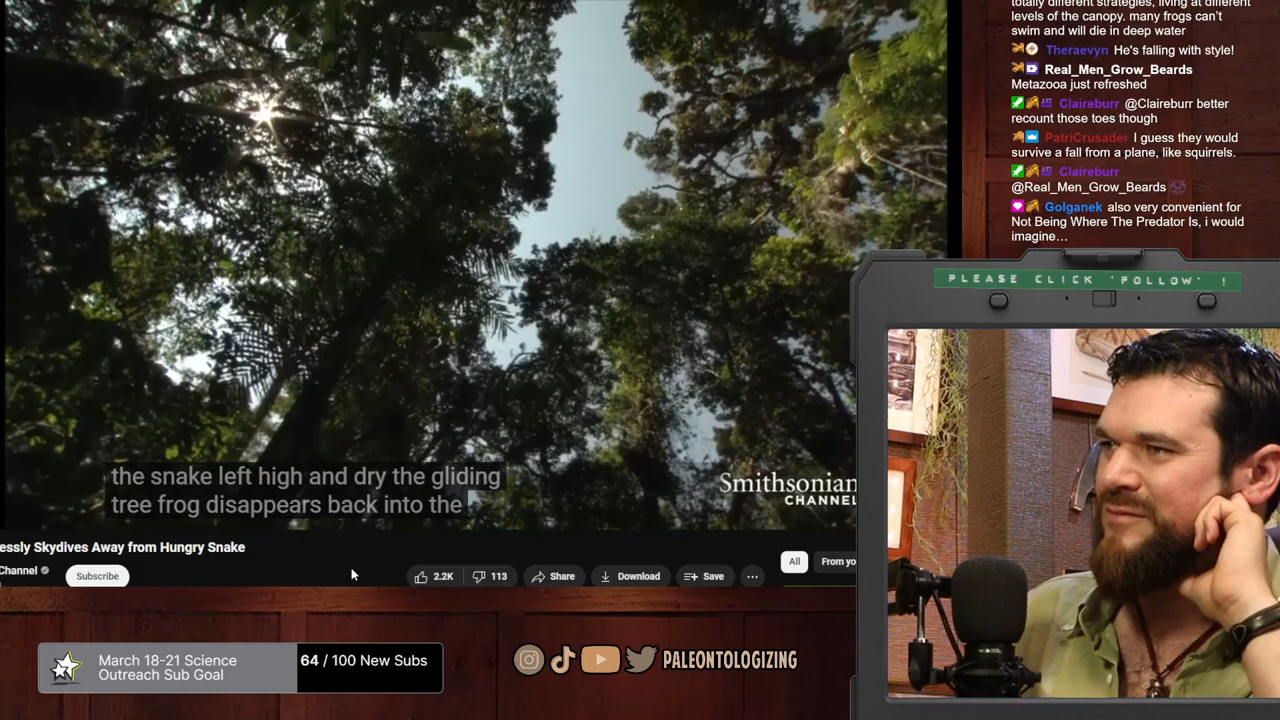 totally different strategies, living at different
levels of the canopy. many frogs can't
swim and will die in deep water
Theraevyn He's falling with style!
Real_Men_Grow_Beards
Metazooa just refreshed
Claireburr @Claireburr better
recount those toes though
PatriCrusader I guess they would
survive a fall from a plane, like squirrels.
Claireburr
@Real_Men_Grow_Beards
Golganek also very convenient for
Not Being Where The Predator Is, i would
imagine…
PLEASE CLICK 'FOLLOW' !
the snake left high and dry the gliding
tree frog disappears back into the
Smithsonian
CHANNEL
essly Skydives Away from Hungry Snake
Channel
Subscribe
2.2K
113
Share
Download
Save
All
From yo
March 18-21 Science
Outreach Sub Goal
64 / 100 New Subs
PALEONTOLOGIZING